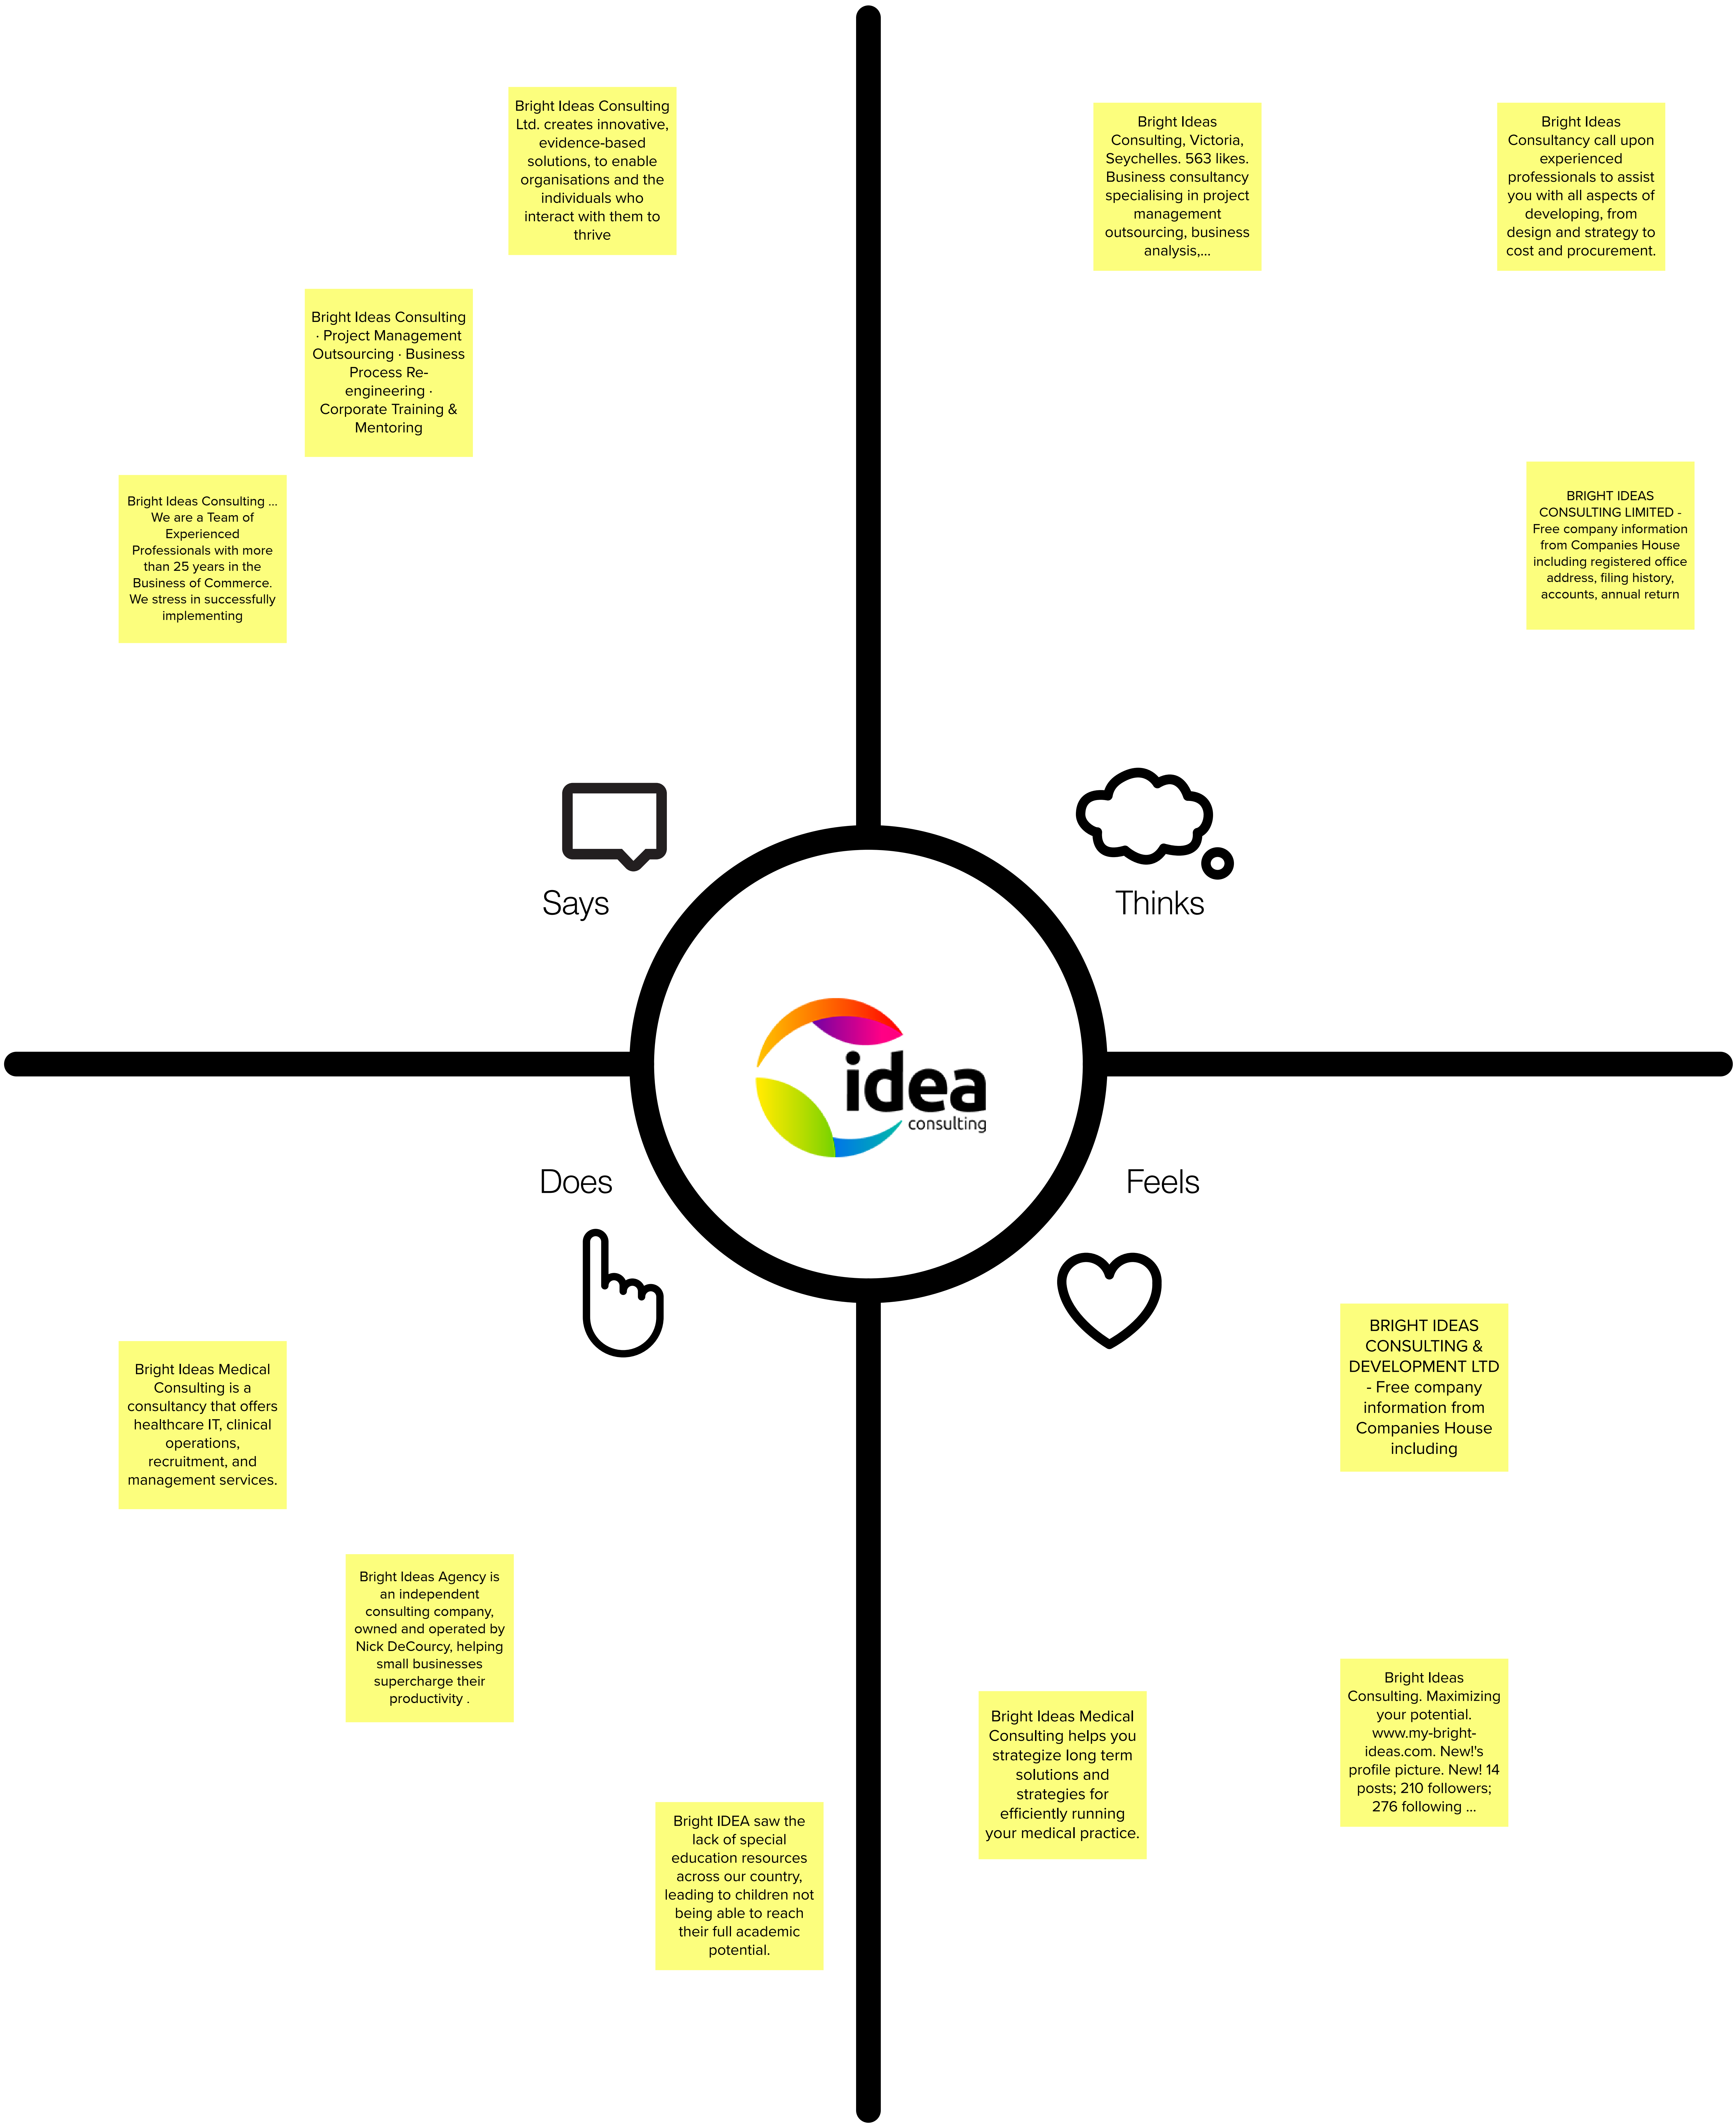 Bright Ideas Consulting
Ltd. creates innovative,
evidence-based
solutions, to enable
organisations and the
individuals who
interact with them to
thrive
Bright Ideas Consulting
· Project Management
Outsourcing · Business
Process Re-
engineering ·
Corporate Training &
Mentoring
Bright Ideas Consulting ...
We are a Team of
Experienced
Professionals with more
than 25 years in the
Business of Commerce.
We stress in successfully
implementing
Says
Bright Ideas
Consulting, Victoria,
Seychelles. 563 likes.
Business consultancy
specialising in project
management
outsourcing, business
analysis,...
Bright Ideas
Consultancy call upon
experienced
professionals to assist
you with all aspects of
developing, from
design and strategy to
cost and procurement.
BRIGHT IDEAS
CONSULTING LIMITED -
Free company information
from Companies House
including registered office
address, filing history,
accounts, annual return
Thinks
idea
consulting
Does
Bright Ideas Medical
Consulting is a
consultancy that offers
healthcare IT, clinical
operations,
recruitment, and
management services.
Bright Ideas Agency is
an independent
consulting company,
owned and operated by
Nick DeCourcy, helping
small businesses
supercharge their
productivity .
Bright IDEA saw the
lack of special
education resources
across our country,
leading to children not
being able to reach
their full academic
potential.
Feels
BRIGHT IDEAS
CONSULTING &
DEVELOPMENT LTD
- Free company
information from
Companies House
including
Bright Ideas Medical
Consulting helps you
strategize long term
solutions and
strategies for
efficiently running
your medical practice.
Bright Ideas
Consulting. Maximizing
your potential.
www.my-bright-
ideas.com. New!'s
profile picture. New! 14
posts; 210 followers;
276 following ...